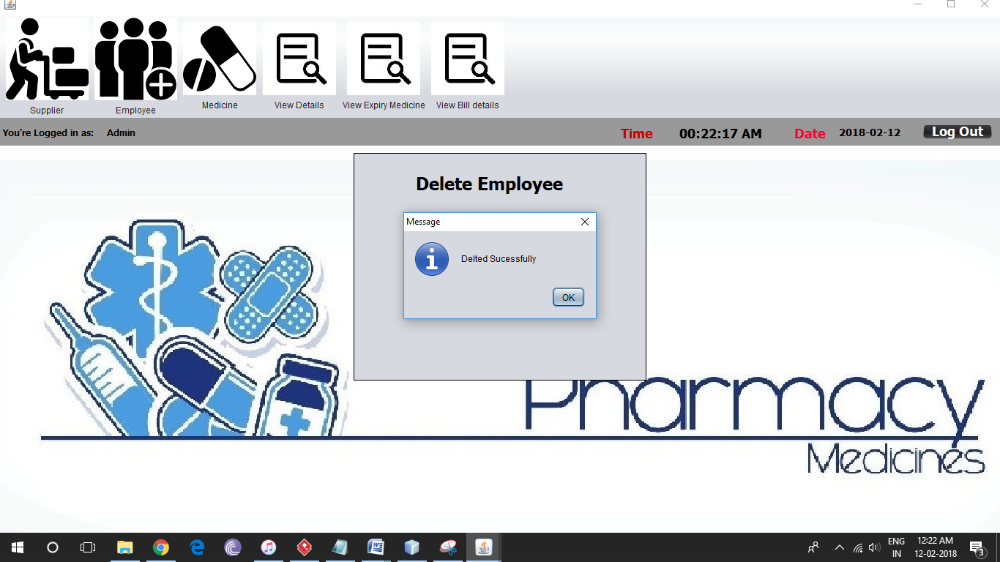 Supplier
Employee
Medicine
View Details
View Expiry Medicine
View Bill details
You're Logged in as: Admin
Time 00:22:17 AM Date 2018-02-12 Log Out
Delete Employee
Message
Delted Sucessfully
OK
Pharmacy
Medicines
ENG
IN
12:22 AM
12-02-2018
3